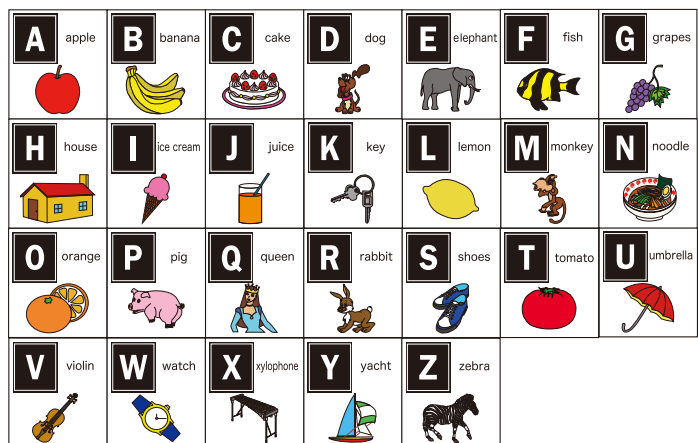 A apple
B banana
C cake
D dog
E elephant
F fish
G grapes
H house
I ice cream
J juice
K key
L lemon
M monkey
N noodle
O orange
P pig
Q queen
R rabbit
S shoes
T tomato
U umbrella
V violin
W watch
X xylophone
Y yacht
Z zebra